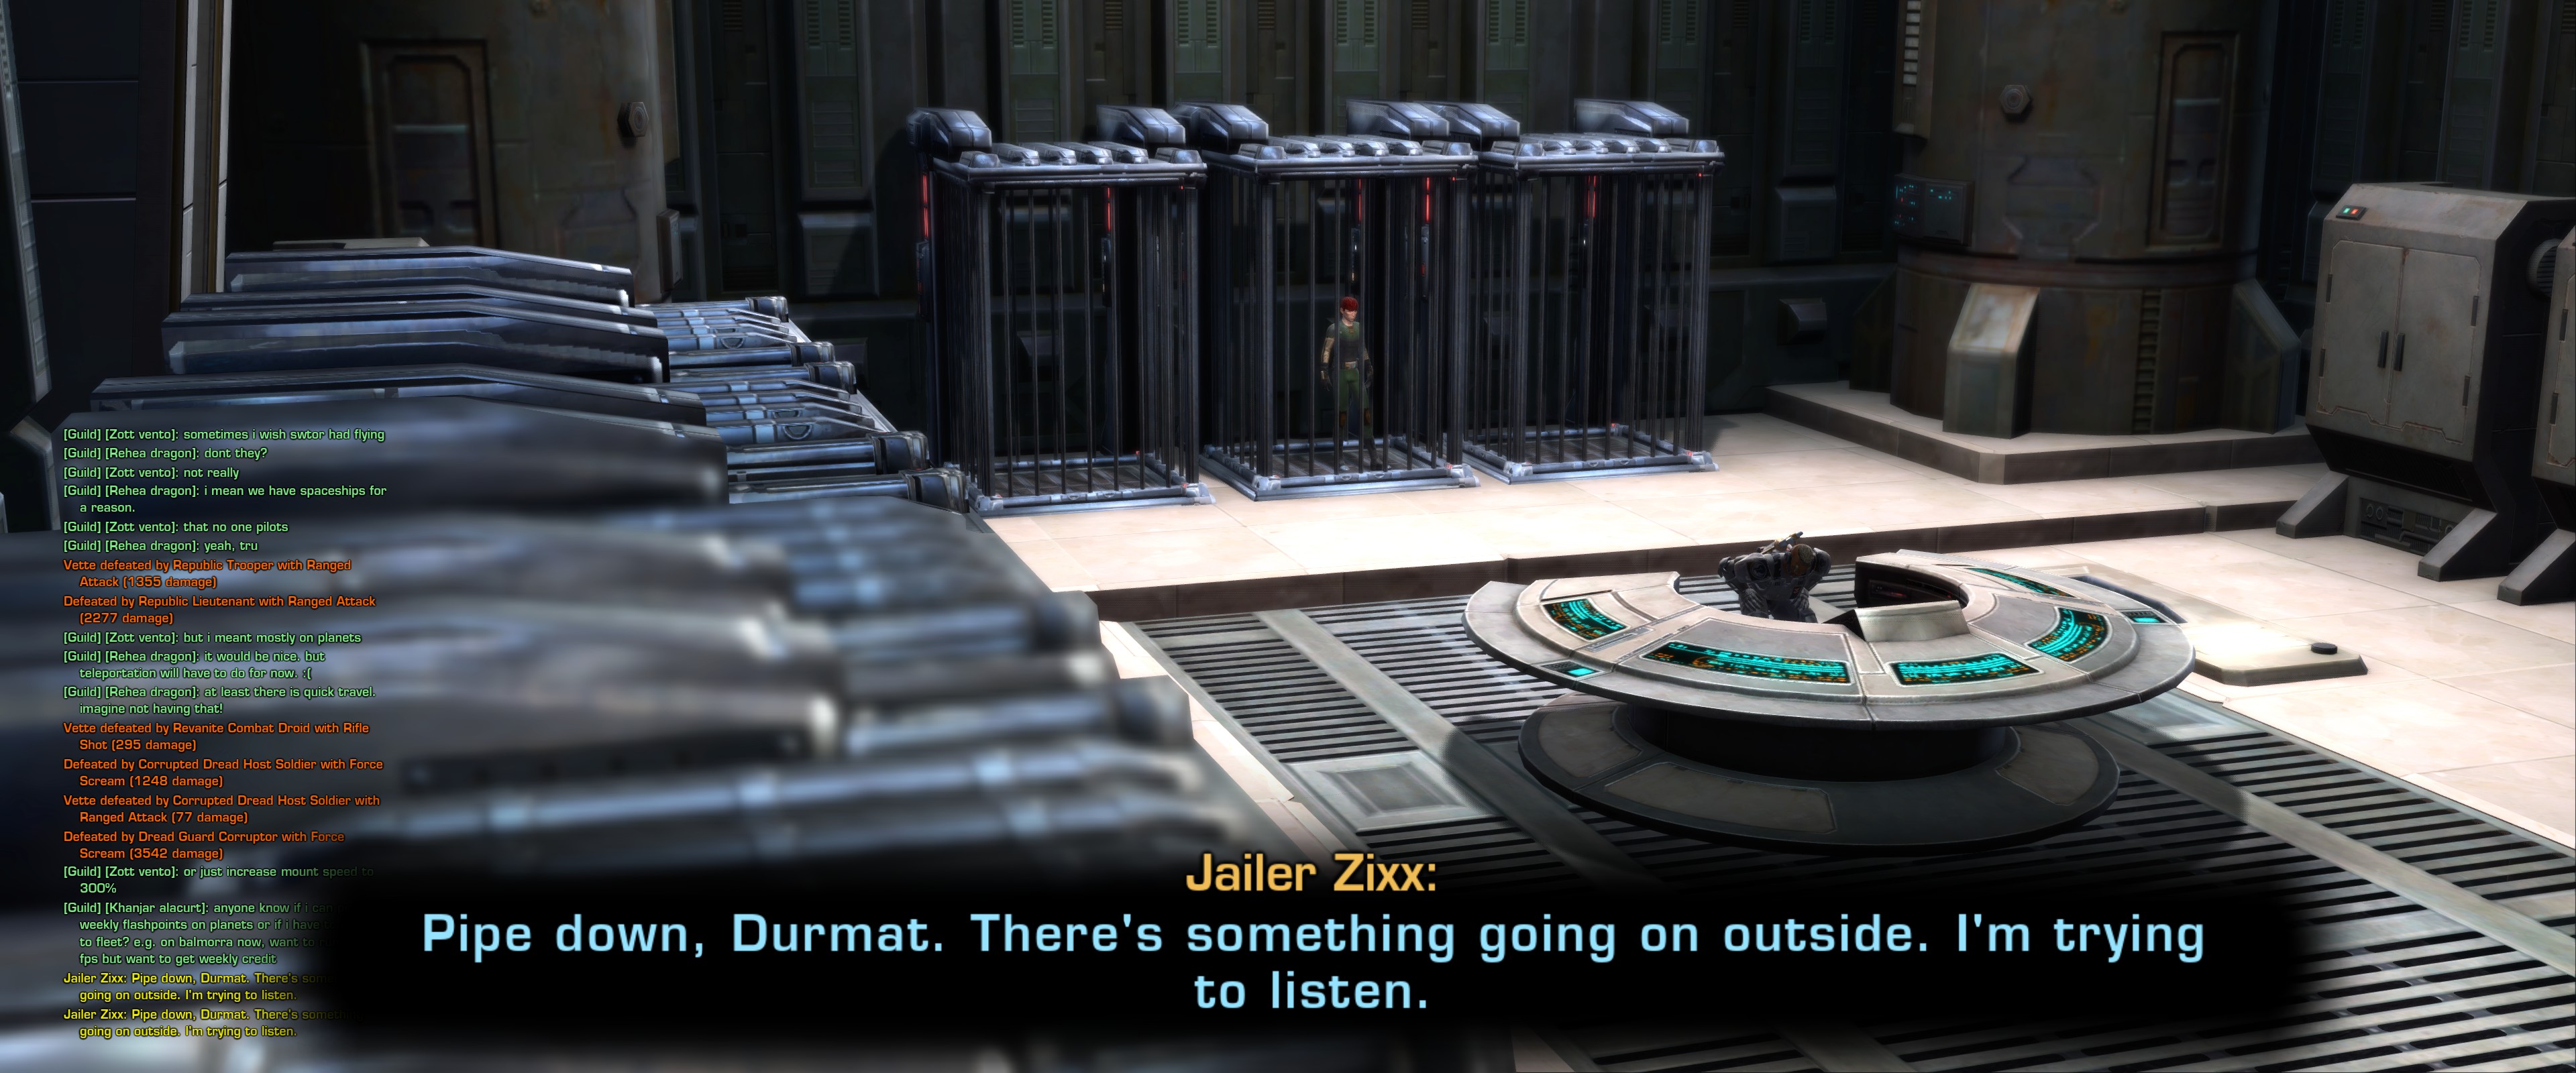 [Guild] [Zott vento]: sometimes i wish swtor had flying
[Guild] [Rehea dragon]: dont they?
[Guild] [Zott vento]: not really
[Guild] [Rehea dragon]: i mean we have spaceships for
a reason.
[Guild] [Zott vento]: that no one pilots
[Guild] [Rehea dragon]: yeah, tru
Vette defeated by Republic Trooper with Ranged
Attack (1355 damage)
Defeated by Republic Lieutenant with Ranged Attack
(2277 damage)
[Guild] [Zott vento]: but i meant mostly on planets
[Guild] [Rehea dragon]: it would be nice. but
teleportation will have to do for now. :(
[Guild] [Rehea dragon]: at least there is quick travel.
imagine not having that!
Vette defeated by Revanite Combat Droid with Rifle
Shot (295 damage)
Defeated by Corrupted Dread Host Soldier with Force
Scream (1248 damage)
Vette defeated by Corrupted Dread Host Soldier with
Ranged Attack (77 damage)
Defeated by Dread Guard Corruptor with Force
Scream (3542 damage)
[Guild] [Zott vento]: or just increase mount speed to
300%
[Guild] [Khanjar alacurt]: anyone know if i can
weekly flashpoints on planets or if i have
to fleet? e.g. on balmorra now, want to
fps but want to get weekly credit
Jailer Zixx: Pipe down, Durmat. There's
going on outside. I'm trying to listen.
Jailer Zixx: Pipe down, Durmat. There's
going on outside. I'm trying to listen.
Jailer Zixx:
Pipe down, Durmat. There's something going on outside. I'm trying
to listen.